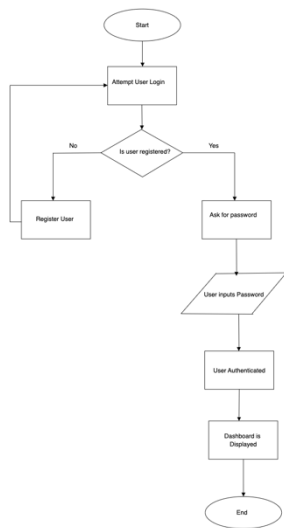 Start
Attempt User Login
Is user registered?
No
Yes
Register User
Ask for password
User inputs Password
User Authenticated
Dashboard is
Displayed
End